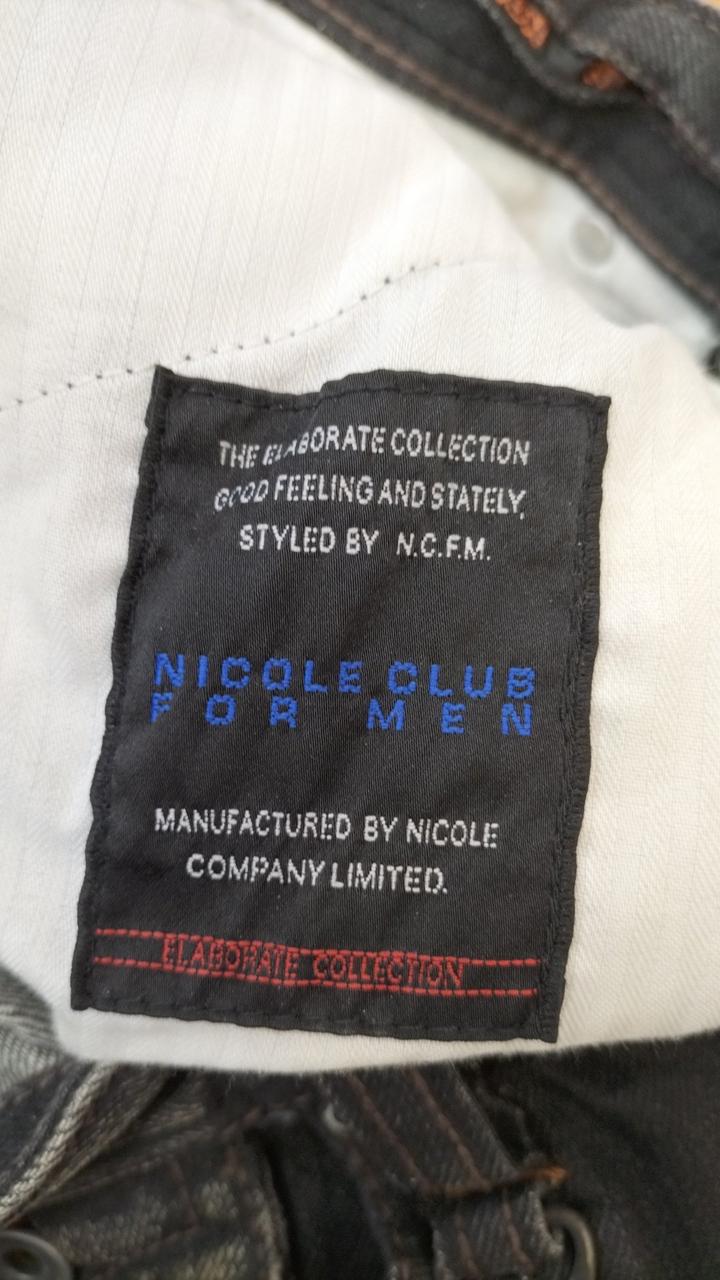 THE ELABORATE COLLECTION
GOOD FEELING AND STATELY,
STYLED BY N.C.F.M.
NICOLE CLUB
FOR MEN
MANUFACTURED BY NICOLE
COMPANY LIMITED.
ELABORATE COLLECTION